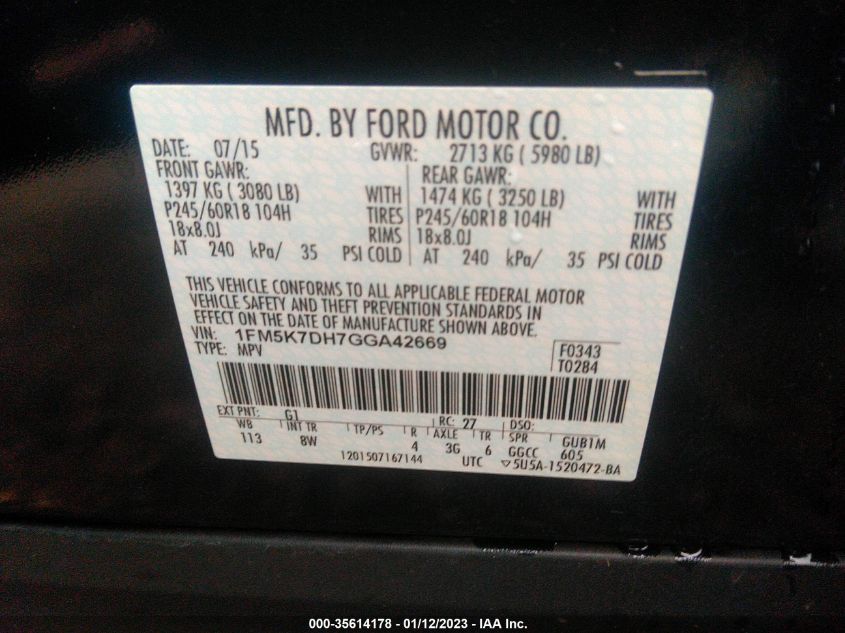 MFD. BY FORD MOTOR CO.
DATE: 07/15 GVWR: 2713 KG ( 5980 LB)
FRONT GAWR: REAR GAWR:
1397 KG ( 3080 LB) WITH 1474 KG ( 3250 LB) WITH
P245/60R18 104H TIRES P245/60R18 104H TIRES
18x8.0J RIMS 18x8.0J RIMS
AT 240 kPa/ 35 PSI COLD AT 240 kPa/ 35 PSI COLD
THIS VEHICLE CONFORMS TO ALL APPLICABLE FEDERAL MOTOR
VEHICLE SAFETY AND THEFT PREVENTION STANDARDS IN
EFFECT ON THE DATE OF MANUFACTURE SHOWN ABOVE.
VIN: 1FM5K7DH7GGA42669
TYPE: MPV
F0343
T0284
EXT PNT: G1 RC: 27 DSO:
WB INT TR TP/PS R AXLE TR SPR GUB1M
113 8W 4 3G 6 GGCC 605
1201507167144 UTC ▽5U5A-1520472-BA
000-35614178 - 01/12/2023 - IAA Inc.